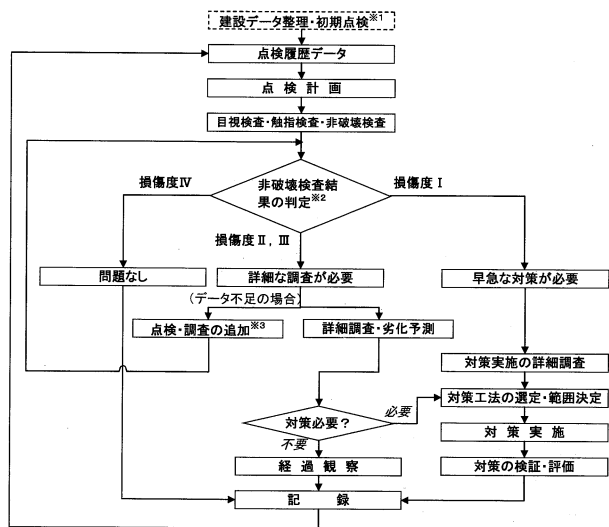 建設データ整理・初期点検※1
点検履歴データ
点検計画
目視検査・触指検査・非破壊検査
損傷度Ⅳ
非破壊検査結
果の判定※2
損傷度Ⅰ
損傷度Ⅱ，Ⅲ
問題なし
詳細な調査が必要
早急な対策が必要
(データ不足の場合)
点検・調査の追加※3
詳細調査・劣化予測
対策実施の詳細調査
対策必要？
必要
対策工法の選定・範囲決定
不要
対策実施
経過観察
対策の検証・評価
記録